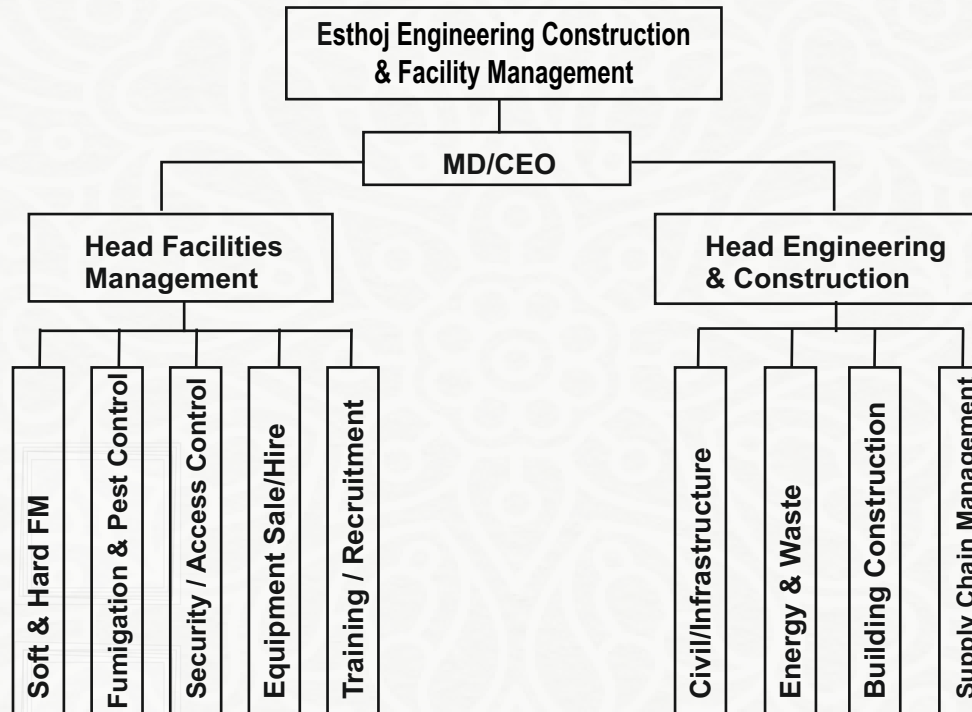 Esthoj Engineering Construction
& Facility Management
MD/CEO
Head Facilities
Management
Head Engineering
& Construction
Soft & Hard FM
Fumigation & Pest Control
Security / Access Control
Equipment Sale/Hire
Training / Recruitment
Civil/Infrastructure
Energy & Waste
Building Construction
Supply Chain Management